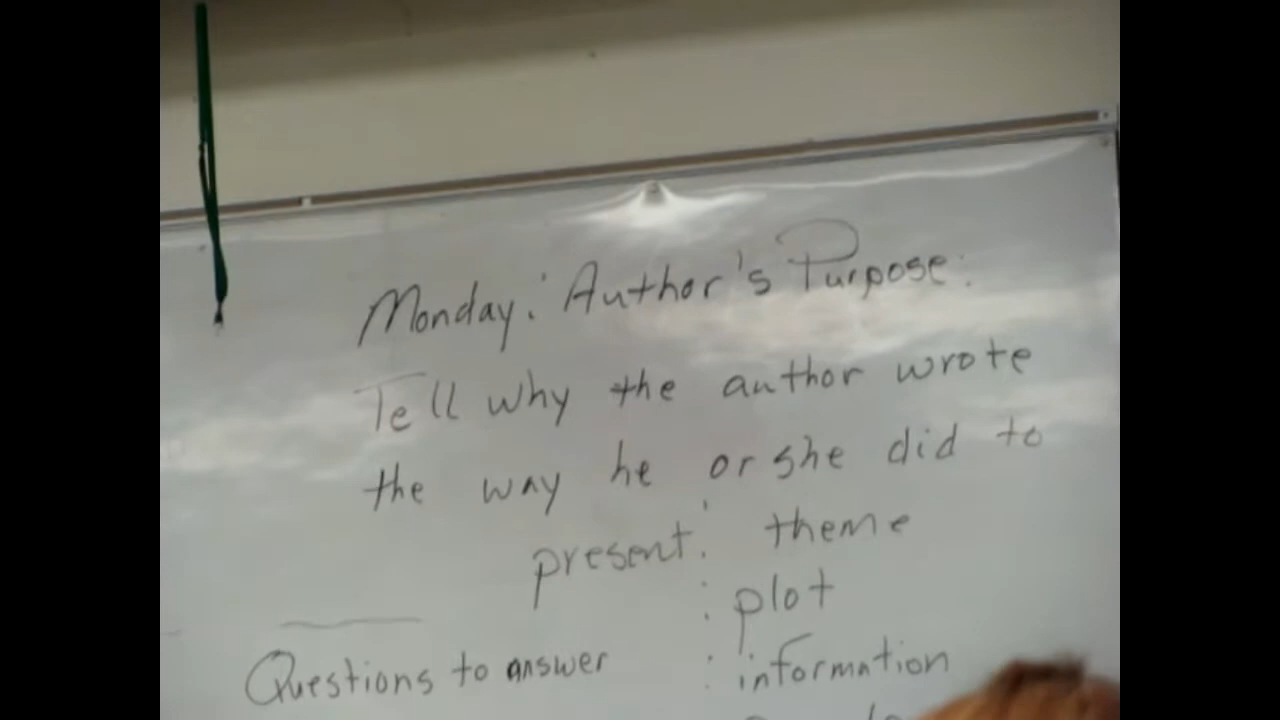 Monday: Author's Purpose:
Tell why the author wrote
the way he or she did to
present: theme
: plot
Questions to answer : information